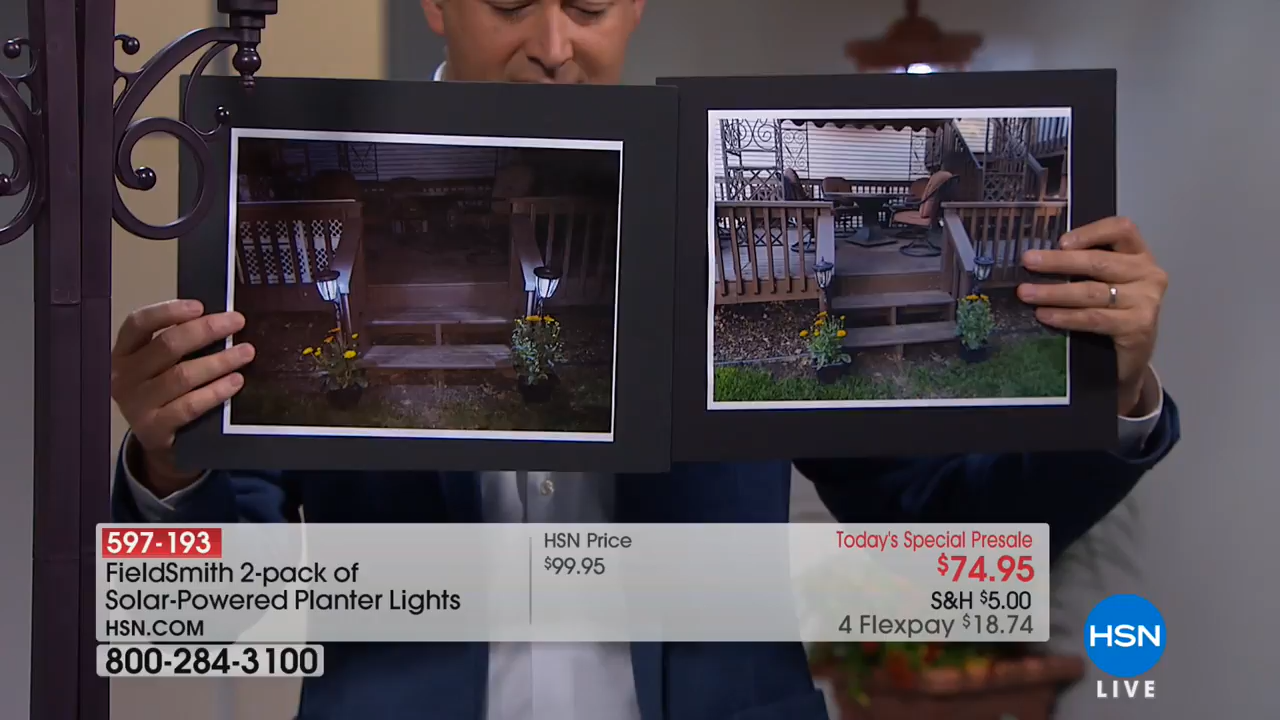 597-193
FieldSmith 2-pack of
Solar-Powered Planter Lights
HSN.COM
800-284-3100
HSN Price
$99.95
Today's Special Presale
$74.95
S&H $5.00
4 Flexpay $18.74
HSN
LIVE